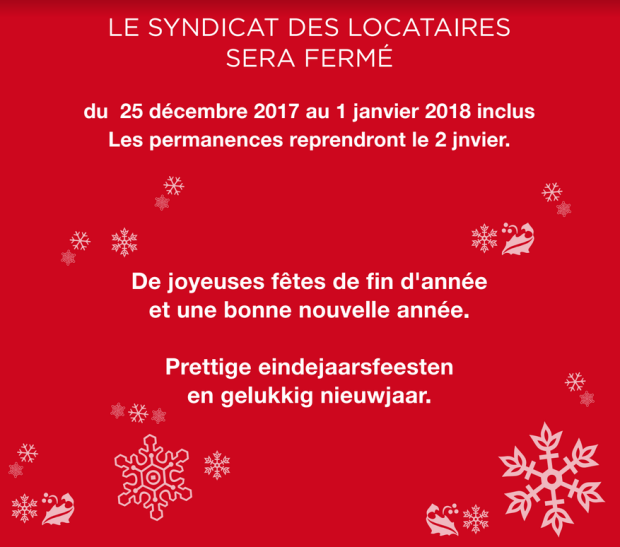 LE SYNDICAT DES LOCATAIRES
SERA FERMÉ
du  25 décembre 2017 au 1 janvier 2018 inclus
Les permanences reprendront le 2 jnvier.
De joyeuses fêtes de fin d'année
et une bonne nouvelle année.
Prettige eindejaarsfeesten
en gelukkig nieuwjaar.